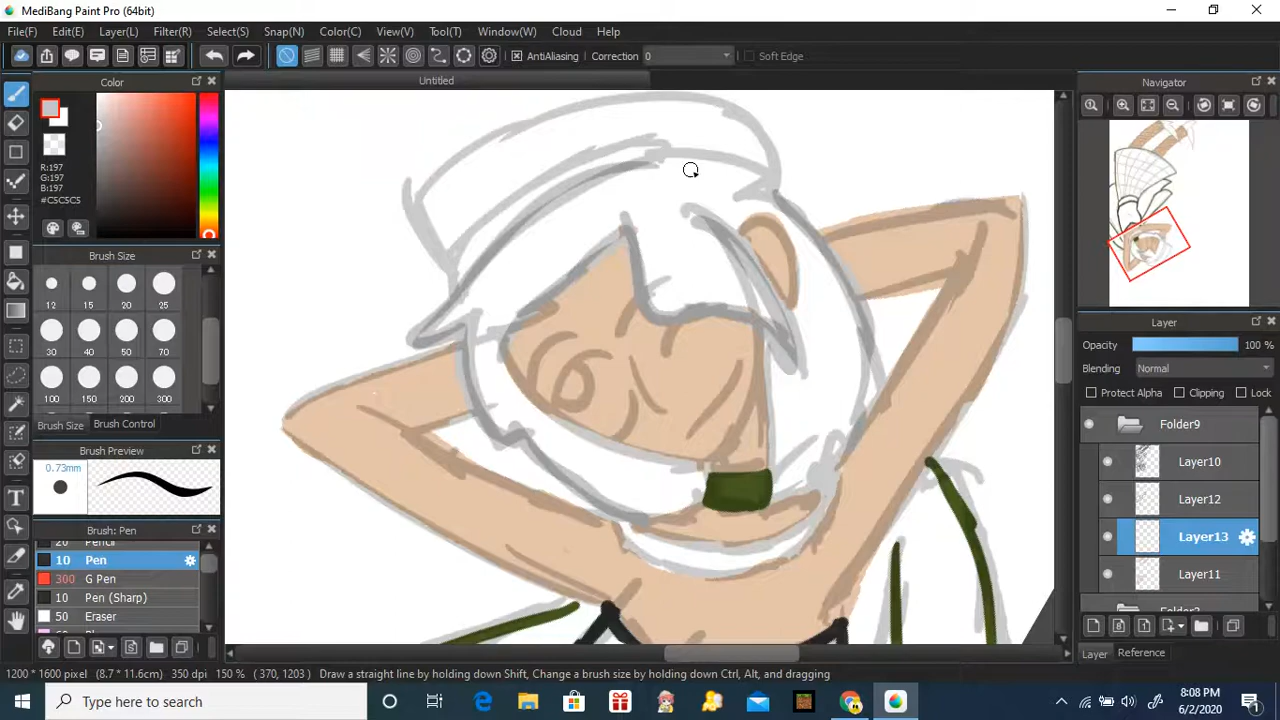 MediBang Paint Pro (64bit)
File(F) Edit(E) Layer(L) Filter(R) Select(S) Snap(N) Color(C) View(V) Tool(T) Window(W) Cloud Help
AntiAliasing Correction 0 Soft Edge
Color
Untitled
Navigator
R:197
G:197
B:197
#C5C5C5
Brush Size
12 15 20 25
30 40 50 70
100 150 200 300
Brush Size Brush Control
Brush Preview
0.73mm
Brush: Pen
20 Pencil
10 Pen
300 G Pen
10 Pen (Sharp)
50 Eraser
Layer
Opacity 100 %
Blending Normal
Protect Alpha Clipping Lock
Folder9
Layer10
Layer12
Layer13
Layer11
Layer Reference
1200 * 1600 pixel (8.7 * 11.6cm) 350 dpi 150 % ( 370, 1203 ) Draw a straight line by holding down Shift, Change a brush size by holding down Ctrl, Alt, and dragging
Type here to search
8:08 PM
6/2/2020